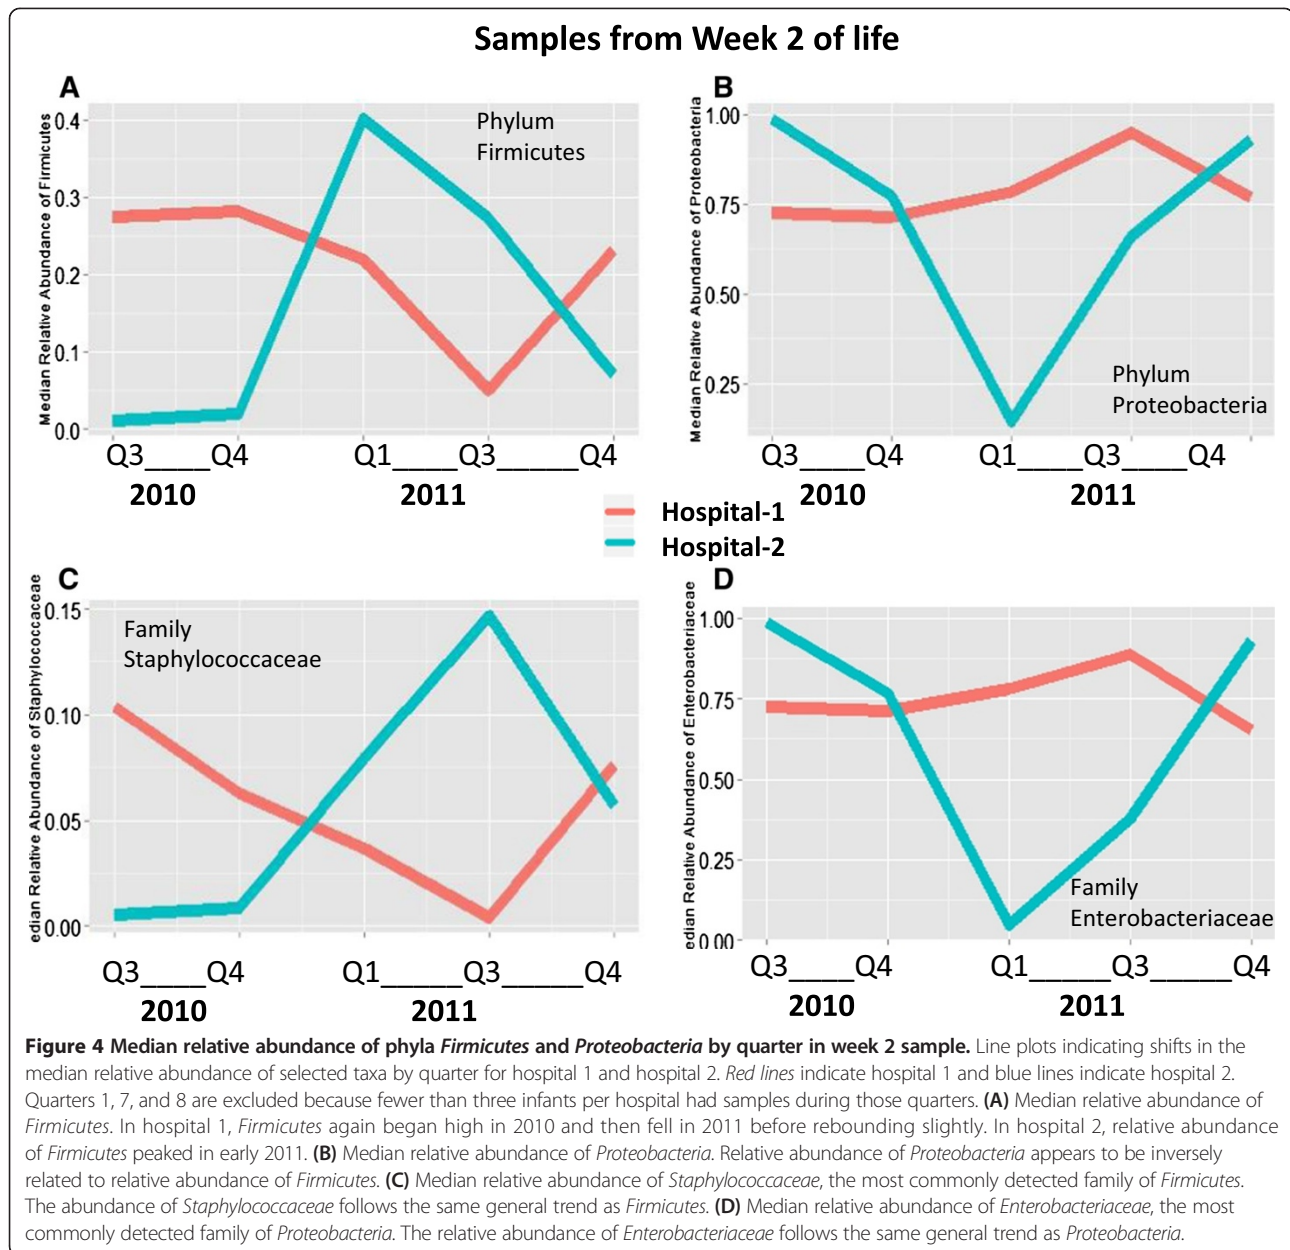 Samples from Week 2 of life
A
Median Relative Abundance of Firmicutes
0.4
0.3
0.2
0.1
0.0
Phylum
Firmicutes
Q3____Q4 Q1____Q3_____Q4
2010 2011
B
Median Relative Abundance of Proteobacteria
1.00
0.75
0.50
0.25
Phylum
Proteobacteria
Q3____Q4 Q1____Q3____Q4
2010 2011
Hospital-1
Hospital-2
C
edian Relative Abundance of Staphylococcaceae
0.15
0.10
0.05
0.00
Family
Staphylococcaceae
Q3____Q4 Q1_____Q3_____Q4
2010 2011
D
edian Relative Abundance of Enterobacteriaceae
1.00
0.75
0.50
0.25
0.00
Family
Enterobacteriaceae
Q3____Q4 Q1_____Q3_____Q4
2010 2011
Figure 4 Median relative abundance of phyla Firmicutes and Proteobacteria by quarter in week 2 sample. Line plots indicating shifts in the
median relative abundance of selected taxa by quarter for hospital 1 and hospital 2. Red lines indicate hospital 1 and blue lines indicate hospital 2.
Quarters 1, 7, and 8 are excluded because fewer than three infants per hospital had samples during those quarters. (A) Median relative abundance of
Firmicutes. In hospital 1, Firmicutes again began high in 2010 and then fell in 2011 before rebounding slightly. In hospital 2, relative abundance
of Firmicutes peaked in early 2011. (B) Median relative abundance of Proteobacteria. Relative abundance of Proteobacteria appears to be inversely
related to relative abundance of Firmicutes. (C) Median relative abundance of Staphylococcaceae, the most commonly detected family of Firmicutes.
The abundance of Staphylococcaceae follows the same general trend as Firmicutes. (D) Median relative abundance of Enterobacteriaceae, the most
commonly detected family of Proteobacteria. The relative abundance of Enterobacteriaceae follows the same general trend as Proteobacteria.